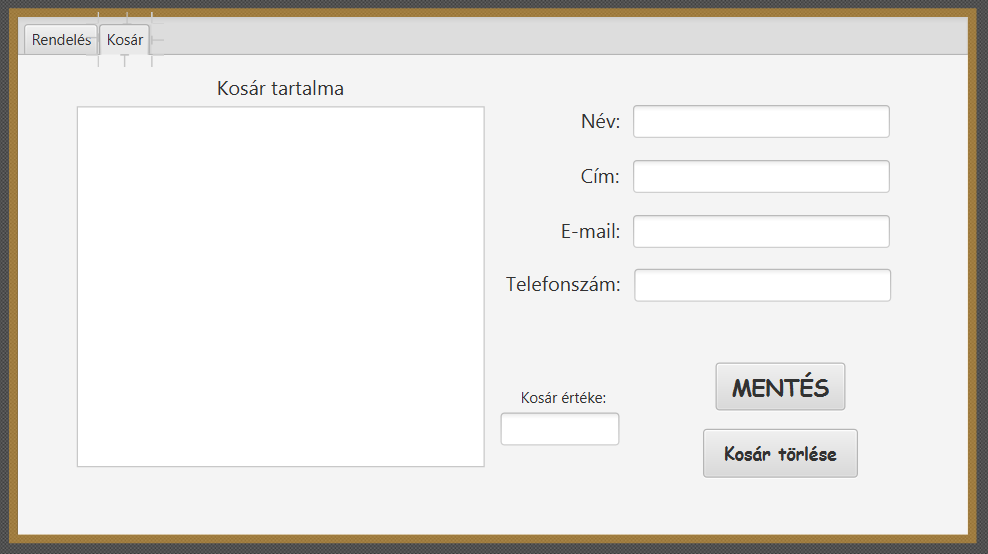 Rendelés
Kosár
Kosár tartalma
Név:
Cím:
E-mail:
Telefonszám:
Kosár értéke:
MENTÉS
Kosár törlése